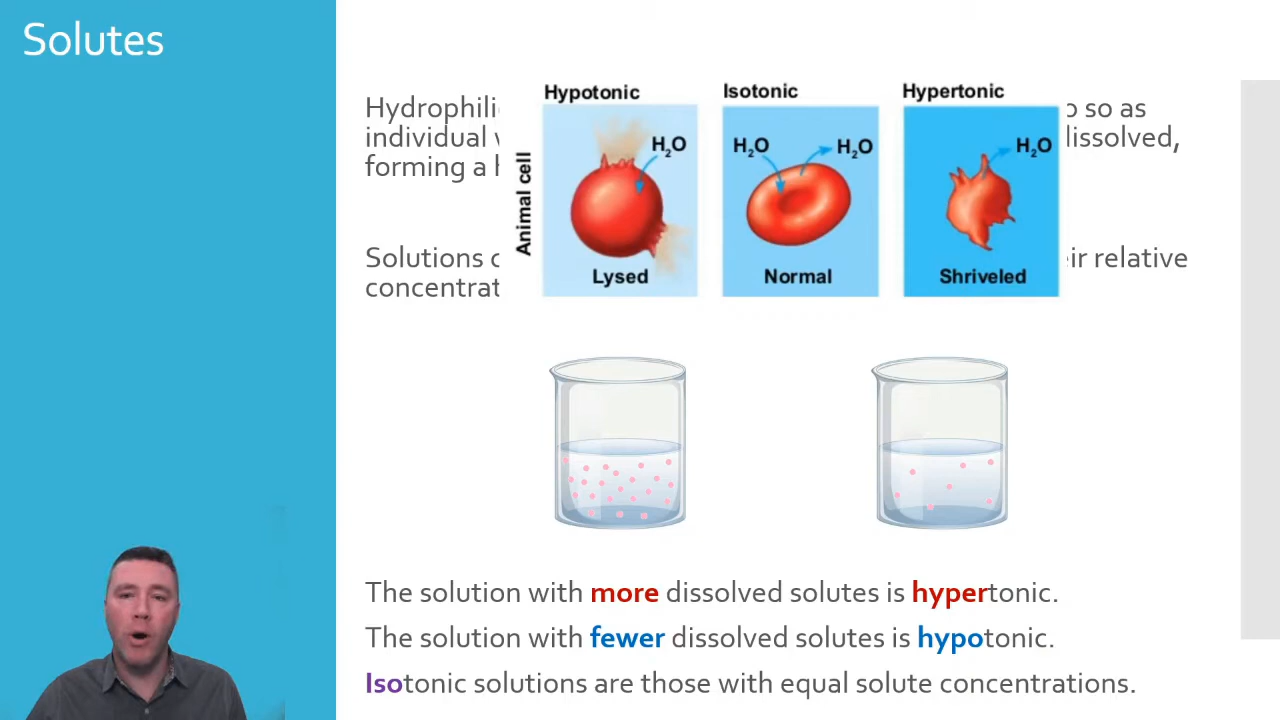 Solutes
Hydrophili
so as
individual
dissolved,
forming a
Solutions
relative
concentrat
Hypotonic
Isotonic
Hypertonic
Animal cell
H₂O
H₂O
H₂O
H₂O
Lysed
Normal
Shriveled
The solution with more dissolved solutes is hypertonic.
The solution with fewer dissolved solutes is hypotonic.
Isotonic solutions are those with equal solute concentrations.